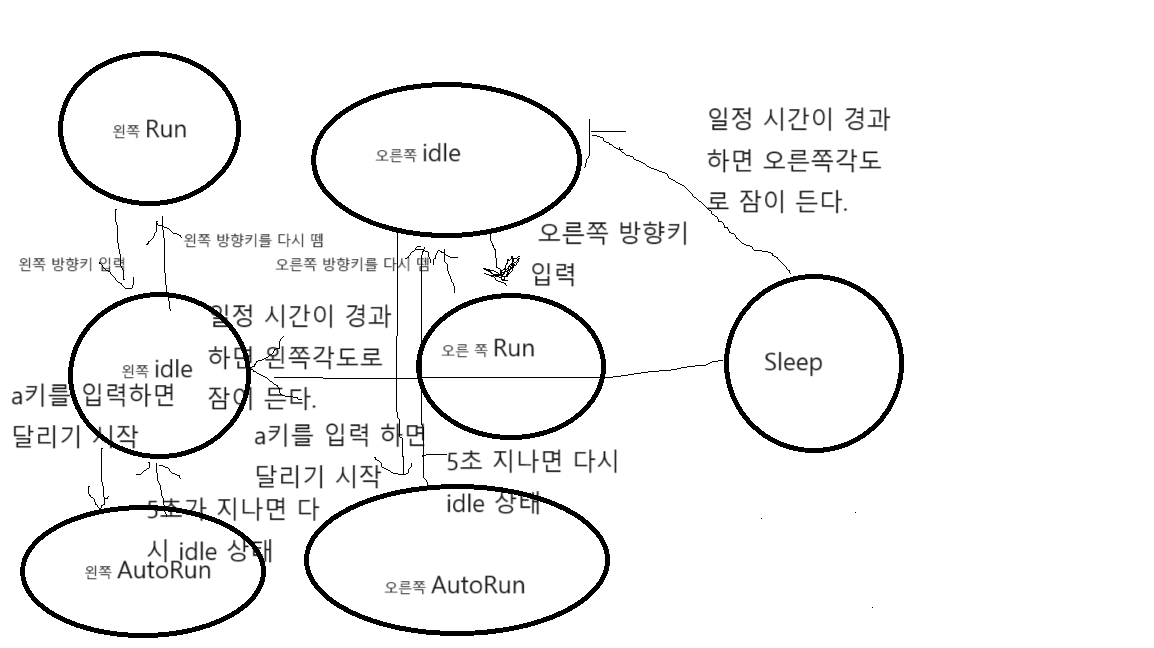 왼쪽 Run
오른쪽 idle
일정 시간이 경과
하면 오른쪽각도
로 잠이 든다.
왼쪽 방향키를 다시 뗌
왼쪽 방향키 입력
오른쪽 방향키를 다시 뗌
오른쪽 방향키
입력
일정 시간이 경과
하면 왼쪽각도로
잠이 든다.
왼쪽 idle
오른 쪽 Run
Sleep
a키를 입력하면
달리기 시작
a키를 입력 하면
달리기 시작
5초 지나면 다시
idle 상태
5초가 지나면 다
시 idle 상태
왼쪽 AutoRun
오른쪽 AutoRun